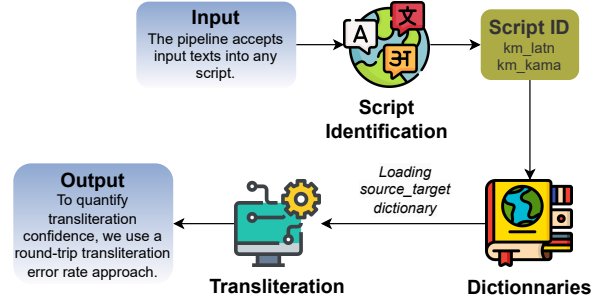 Input
The pipeline accepts
input texts into any
script.
A
文
अ
Script
Identification
Script ID
km_latn
km_kama
Output
To quantify
transliteration
confidence, we use a
round-trip transliteration
error rate approach.
Transliteration
Loading
source_target
dictionary
Dictionnaries